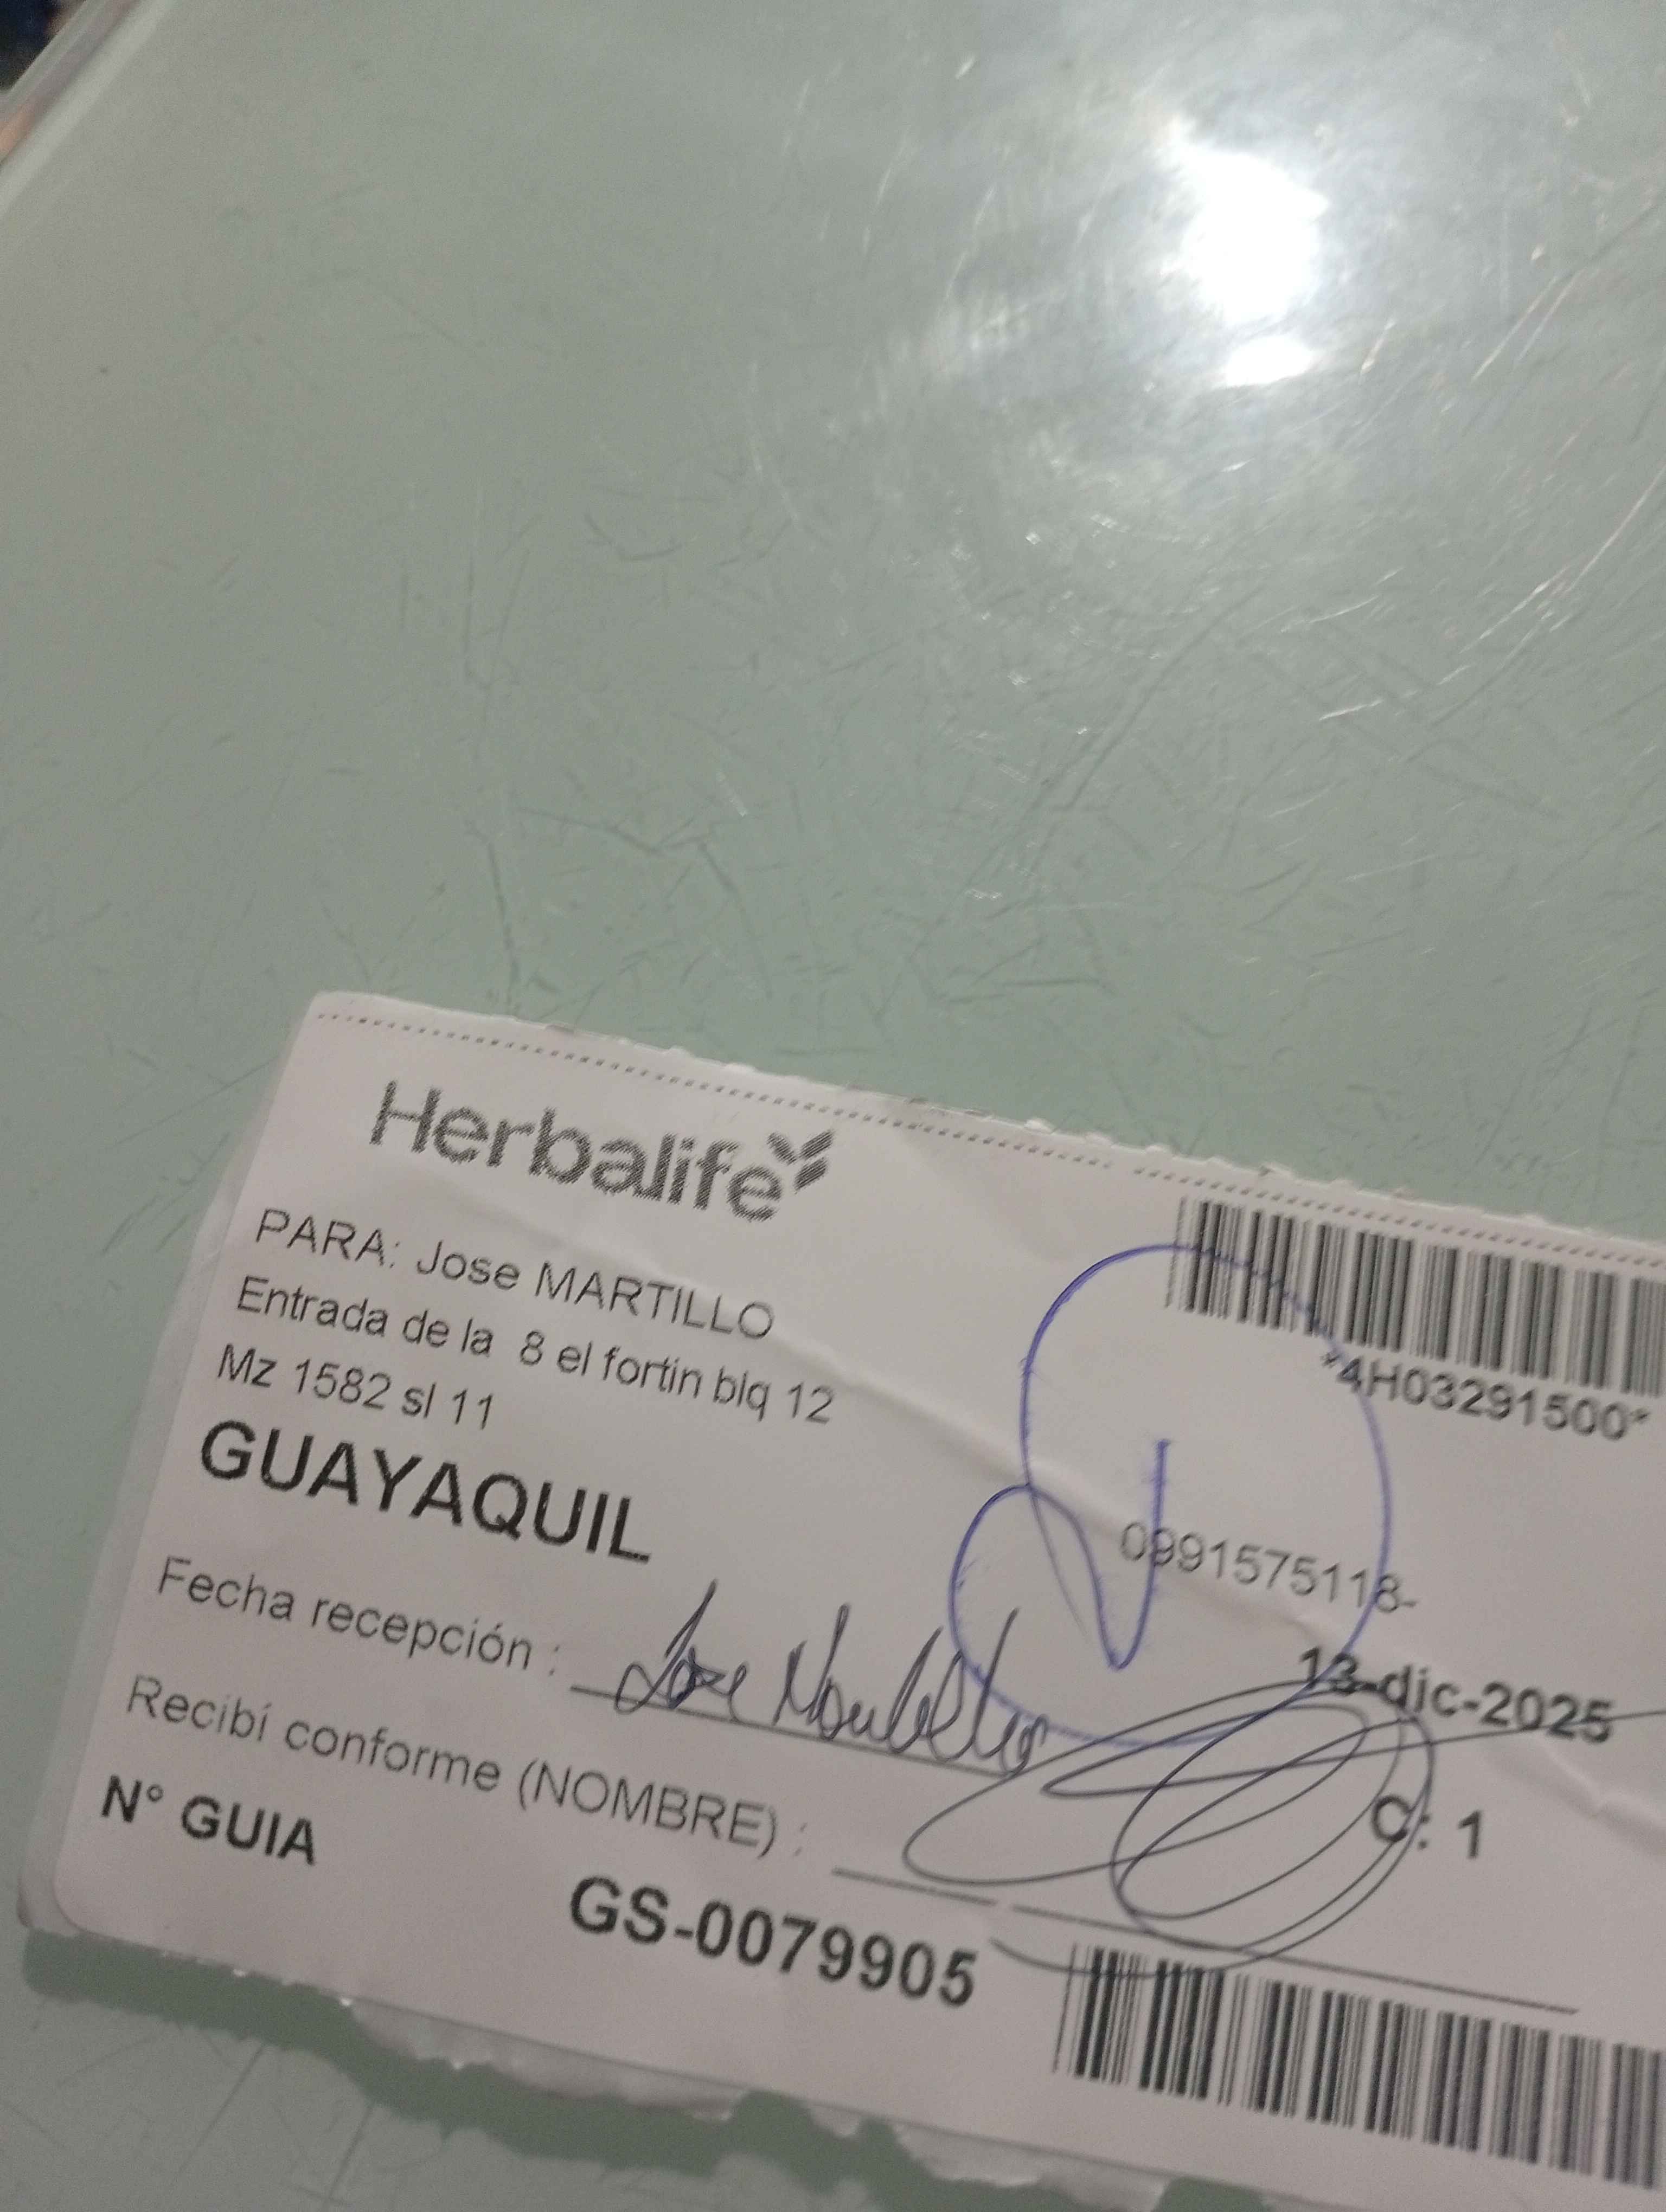 Herbalife
PARA: Jose MARTILLO
Entrada de la 8 el fortin blq 12
Mz 1582 sl 11
GUAYAQUIL
*4H03291500*
0991575118-
13-dic-2025
Fecha recepción :
Jose
Recibí conforme (NOMBRE) :
C: 1
N° GUIA
GS-0079905